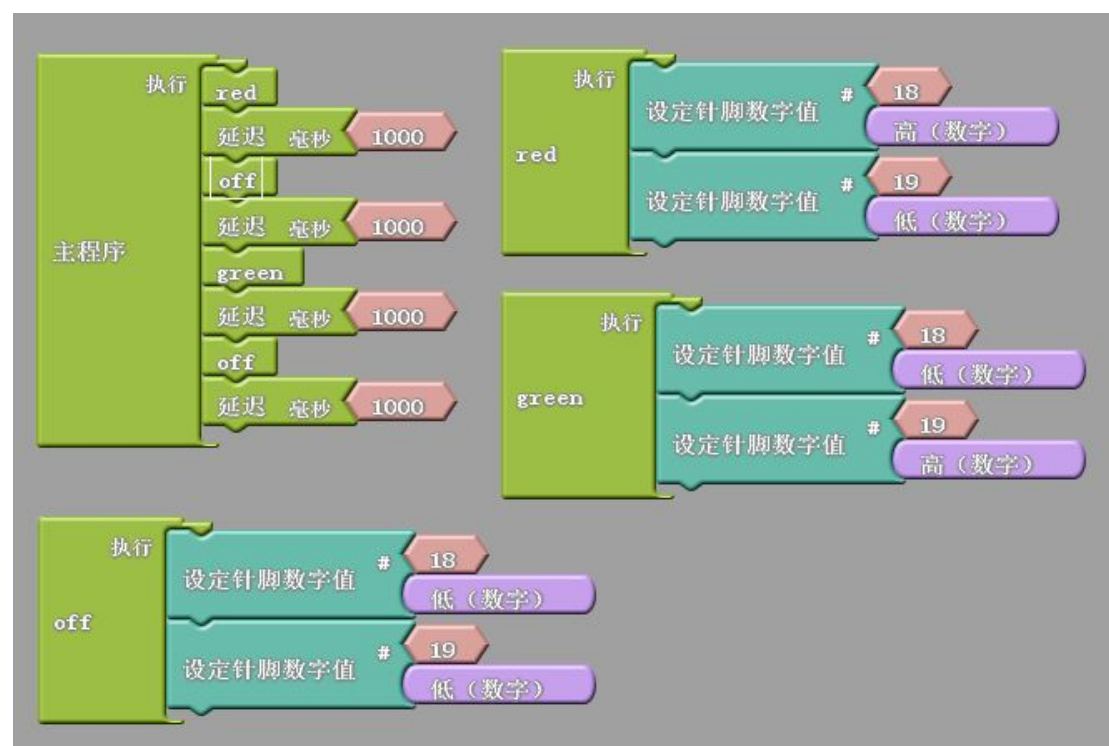 主程序
执行
red
延迟 毫秒 1000
off
延迟 毫秒 1000
green
延迟 毫秒 1000
off
延迟 毫秒 1000
red
执行
设定针脚数字值 # 18
高（数字）
设定针脚数字值 # 19
低（数字）
green
执行
设定针脚数字值 # 18
低（数字）
设定针脚数字值 # 19
高（数字）
off
执行
设定针脚数字值 # 18
低（数字）
设定针脚数字值 # 19
低（数字）